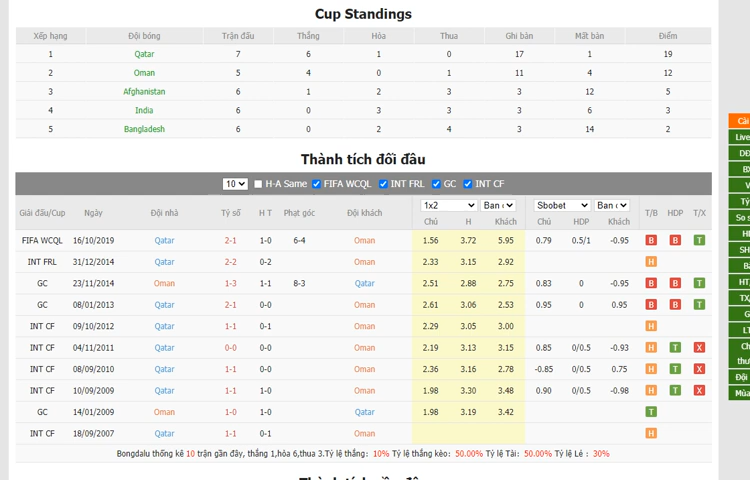 Cup Standings
Xếp hạng Đội bóng Trận đấu Thắng Hòa Thua Ghi bàn Mất bàn Điểm
1 Qatar 7 6 1 0 17 1 19
2 Oman 5 4 0 1 11 4 12
3 Afghanistan 6 1 2 3 3 12 5
4 India 6 0 3 3 3 6 3
5 Bangladesh 6 0 2 4 3 14 2
Thành tích đối đầu
10 H-A Same FIFA WCQL INT FRL GC INT CF
Giải đấu/Cup Ngày Đội nhà Tỷ số H T Phạt góc Đội khách 1x2 Ban Sbobet Ban T/B HDP T/X
Chủ H Khách Chủ HDP Khách
FIFA WCQL 16/10/2019 Qatar 2-1 1-0 6-4 Oman 1.56 3.72 5.95 0.79 0.5/1 -0.95 B B T
INT FRL 31/12/2014 Qatar 2-2 0-2 Oman 2.33 3.15 2.92 H
GC 23/11/2014 Oman 1-3 1-1 8-3 Qatar 2.51 2.88 2.75 0.83 0 -0.95 B B T
GC 08/01/2013 Qatar 2-1 0-0 Oman 2.61 3.06 2.53 0.95 0 0.95 B B T
INT CF 09/10/2012 Qatar 1-1 0-1 Oman 2.29 3.05 3.00 H
INT CF 04/11/2011 Qatar 0-0 0-0 Oman 2.19 3.13 3.15 0.85 0/0.5 -0.93 H T X
INT CF 08/09/2010 Qatar 1-1 1-0 Oman 2.36 3.16 2.78 -0.85 0/0.5 0.75 H T X
INT CF 10/09/2009 Qatar 1-1 1-0 Oman 1.98 3.30 3.48 0.90 0/0.5 -0.98 H T X
GC 14/01/2009 Oman 1-0 1-0 Qatar 1.98 3.19 3.42 T
INT CF 18/09/2007 Qatar 1-1 0-1 Oman H
Bongdalu thống kê 10 trận gần đây, thắng 1,hòa 6,thua 3.Tỷ lệ thắng: 10% Tỷ lệ thắng kèo: 50.00% Tỷ lệ Tài: 50.00% Tỷ lệ Lẻ : 30%
Live